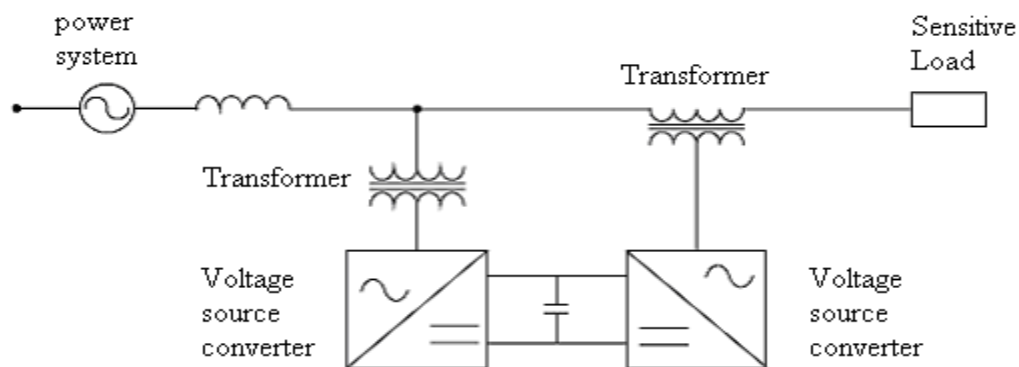 power
system
Sensitive
Load
Transformer
Transformer
Voltage
source
converter
Voltage
source
converter